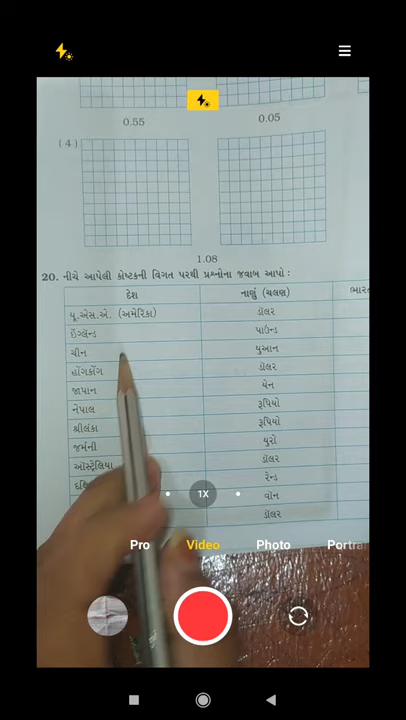 0.55
0.05
(4)
1.08
20. નીચે આપેલી કોષ્ટકની વિગત પરથી પ્રશ્નોના જવાબ આપો :
દેશ નાણું (ચલણ)
યૂ.એસ.એ. (અમેરિકા) ડૉલર
ઈંગ્લૅન્ડ પાઉન્ડ
ચીન યુઆન
હોંગકોંગ ડૉલર
જાપાન યેન
નેપાલ રૂપિયો
શ્રીલંકા રૂપિયો
જર્મની યુરો
ઑસ્ટ્રેલિયા ડૉલર
રેન્ડ
વૉન
ડૉલર
1X
Pro Video Photo